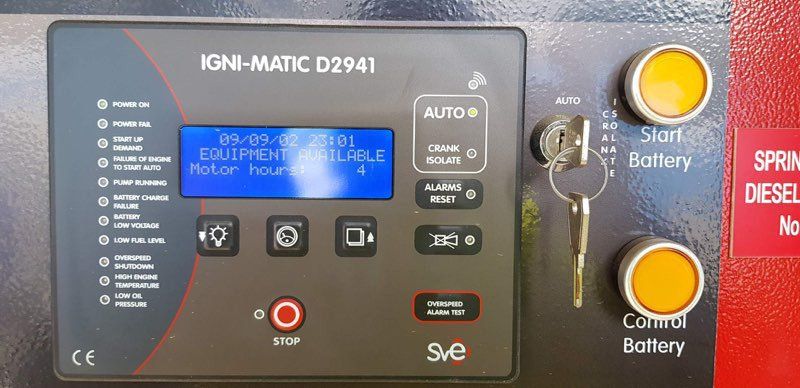 IGNI-MATIC D2941
POWER ON
POWER FAIL
START UP
DEMAND
FAILURE OF ENGINE
TO START AUTO
PUMP RUNNING
BATTERY CHARGE
FAILURE
BATTERY
LOW VOLTAGE
LOW FUEL LEVEL
OVERSPEED
SHUTDOWN
HIGH ENGINE
TEMPERATURE
LOW OIL
PRESSURE
CE
09/09/02 23:01
EQUIPMENT AVAILABLE
Motor hours: 4
STOP
AUTO
CRANK
ISOLATE
ALARMS
RESET
OVERSPEED
ALARM TEST
sve
AUTO
CRANK
ISOLATE
Start
Battery
Control
Battery
SPRIN
DIESEL
No